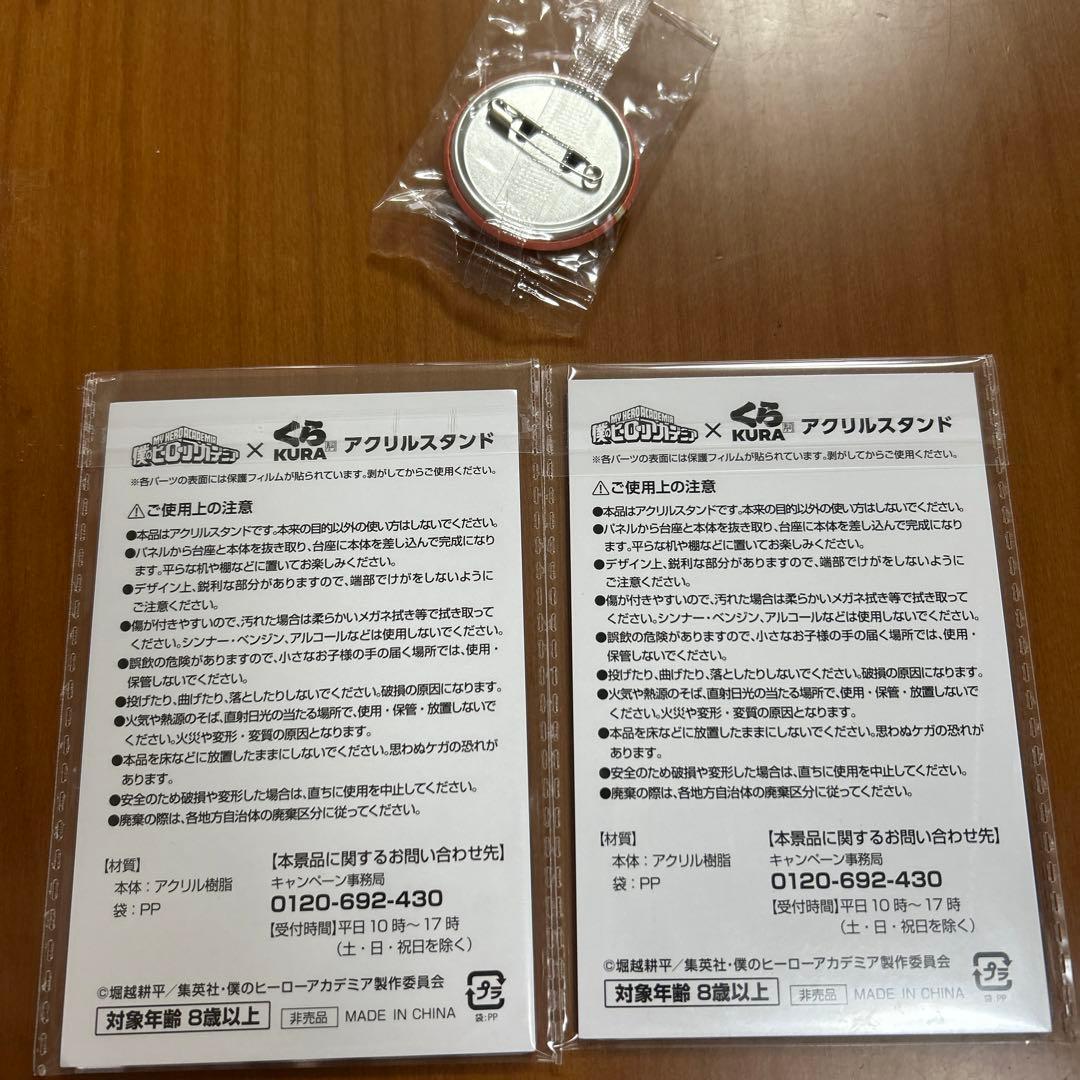 MY HERO ACADEMIA
僕のヒーローアカデミア × くら KURA アクリルスタンド
※各パーツの表面には保護フィルムが貼られています。剥がしてからご使用ください。
⚠ご使用上の注意
●本品はアクリルスタンドです。本来の目的以外の使い方はしないでください。
●パネルから台座と本体を抜き取り、台座に本体を差し込んで完成になり
ます。平らな机や棚などに置いてお楽しみください。
●デザイン上、鋭利な部分がありますので、端部でけがをしないように
ご注意ください。
●傷が付きやすいので、汚れた場合は柔らかいメガネ拭き等で拭き取って
ください。シンナー・ベンジン、アルコールなどは使用しないでください。
●誤飲の危険がありますので、小さなお子様の手の届く場所では、使用・
保管しないでください。
●投げたり、曲げたり、落としたりしないでください。破損の原因になります。
●火気や熱源のそば、直射日光の当たる場所で、使用・保管・放置しないで
ください。火災や変形・変質の原因となります。
●本品を床などに放置したままにしないでください。思わぬケガの恐れが
あります。
●安全のため破損や変形した場合は、直ちに使用を中止してください。
●廃棄の際は、各地方自治体の廃棄区分に従ってください。
【材質】
本体：アクリル樹脂
袋：PP
【本景品に関するお問い合わせ先】
キャンペーン事務局
0120-692-430
【受付時間】平日10時～17時
（土・日・祝日を除く）
©堀越耕平／集英社・僕のヒーローアカデミア製作委員会
対象年齢 8歳以上 非売品 MADE IN CHINA
プラ
袋:PP
MY HERO ACADEMIA
僕のヒーローアカデミア × くら KURA アクリルスタンド
※各パーツの表面には保護フィルムが貼られています。剥がしてからご使用ください。
⚠ご使用上の注意
●本品はアクリルスタンドです。本来の目的以外の使い方はしないでください。
●パネルから台座と本体を抜き取り、台座に本体を差し込んで完成になり
ます。平らな机や棚などに置いてお楽しみください。
●デザイン上、鋭利な部分がありますので、端部でけがをしないように
ご注意ください。
●傷が付きやすいので、汚れた場合は柔らかいメガネ拭き等で拭き取って
ください。シンナー・ベンジン、アルコールなどは使用しないでください。
●誤飲の危険がありますので、小さなお子様の手の届く場所では、使用・
保管しないでください。
●投げたり、曲げたり、落としたりしないでください。破損の原因になります。
●火気や熱源のそば、直射日光の当たる場所で、使用・保管・放置しないで
ください。火災や変形・変質の原因となります。
●本品を床などに放置したままにしないでください。思わぬケガの恐れが
あります。
●安全のため破損や変形した場合は、直ちに使用を中止してください。
●廃棄の際は、各地方自治体の廃棄区分に従ってください。
【材質】
本体：アクリル樹脂
袋：PP
【本景品に関するお問い合わせ先】
キャンペーン事務局
0120-692-430
【受付時間】平日10時～17時
（土・日・祝日を除く）
©堀越耕平／集英社・僕のヒーローアカデミア製作委員会
対象年齢 8歳以上 非売品 MADE IN CHINA
プラ
袋:PP